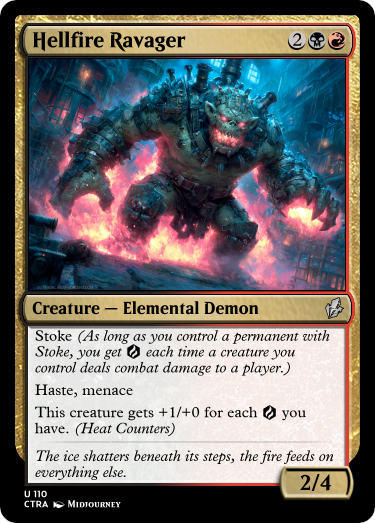 Hellfire Ravager 2
Creature — Elemental Demon
Stoke (As long as you control a permanent with
Stoke, you get each time a creature you
control deals combat damage to a player.)
Haste, menace
This creature gets +1/+0 for each you
have. (Heat Counters)
The ice shatters beneath its steps, the fire feeds on
everything else.
2/4
U 110
CTRA Midjourney